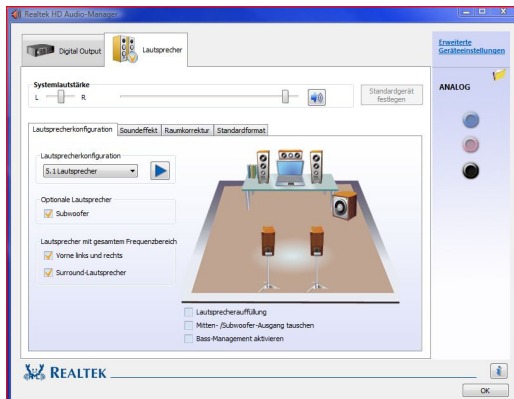 Realtek HD Audio-Manager
Digital Output
Lautsprecher
Erweiterte
Geräteeinstellungen
Systemlautstärke
L
R
Standardgerät
festlegen
ANALOG
Lautsprecherkonfiguration
Soundeffekt
Raumkorrektur
Standardformat
Lautsprecherkonfiguration
5.1 Lautsprecher
Optionale Lautsprecher
Subwoofer
Lautsprecher mit gesamtem Frequenzbereich
Vorne links und rechts
Surround-Lautsprecher
Lautsprecherauffüllung
Mitten- /Subwoofer-Ausgang tauschen
Bass-Management aktivieren
REALTEK
i
OK